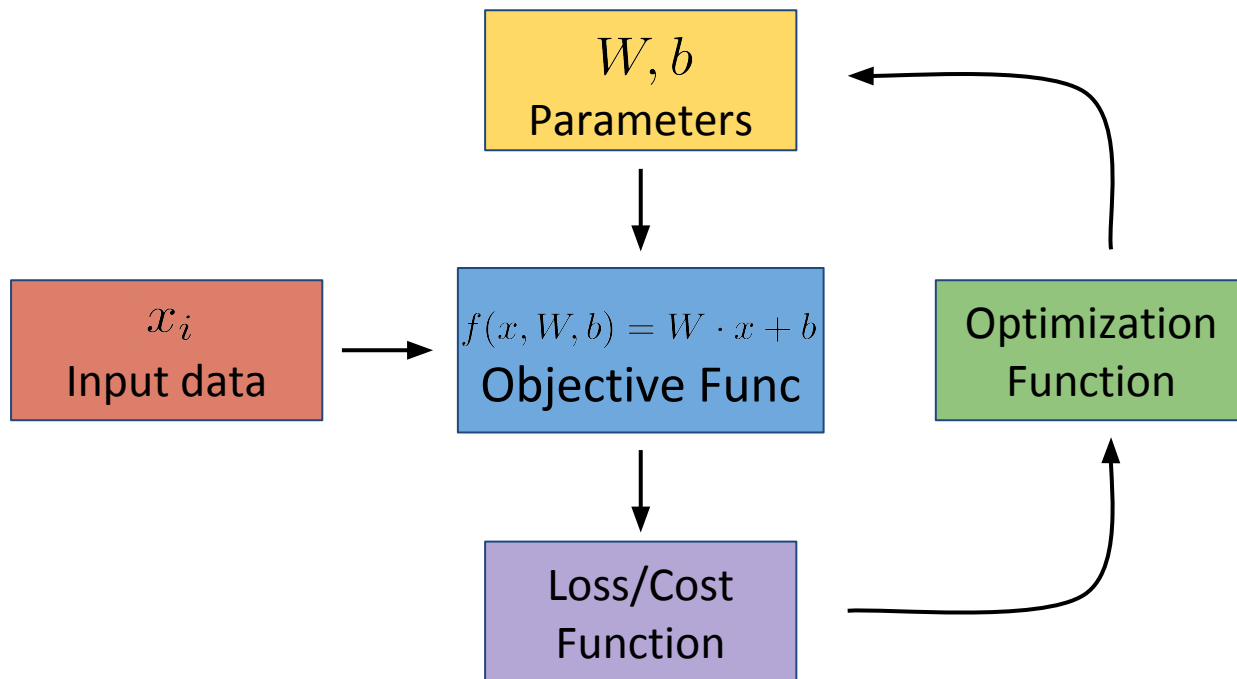 W, b
Parameters
x_i
Input data
f(x, W, b) = W · x + b
Objective Func
Optimization
Function
Loss/Cost
Function